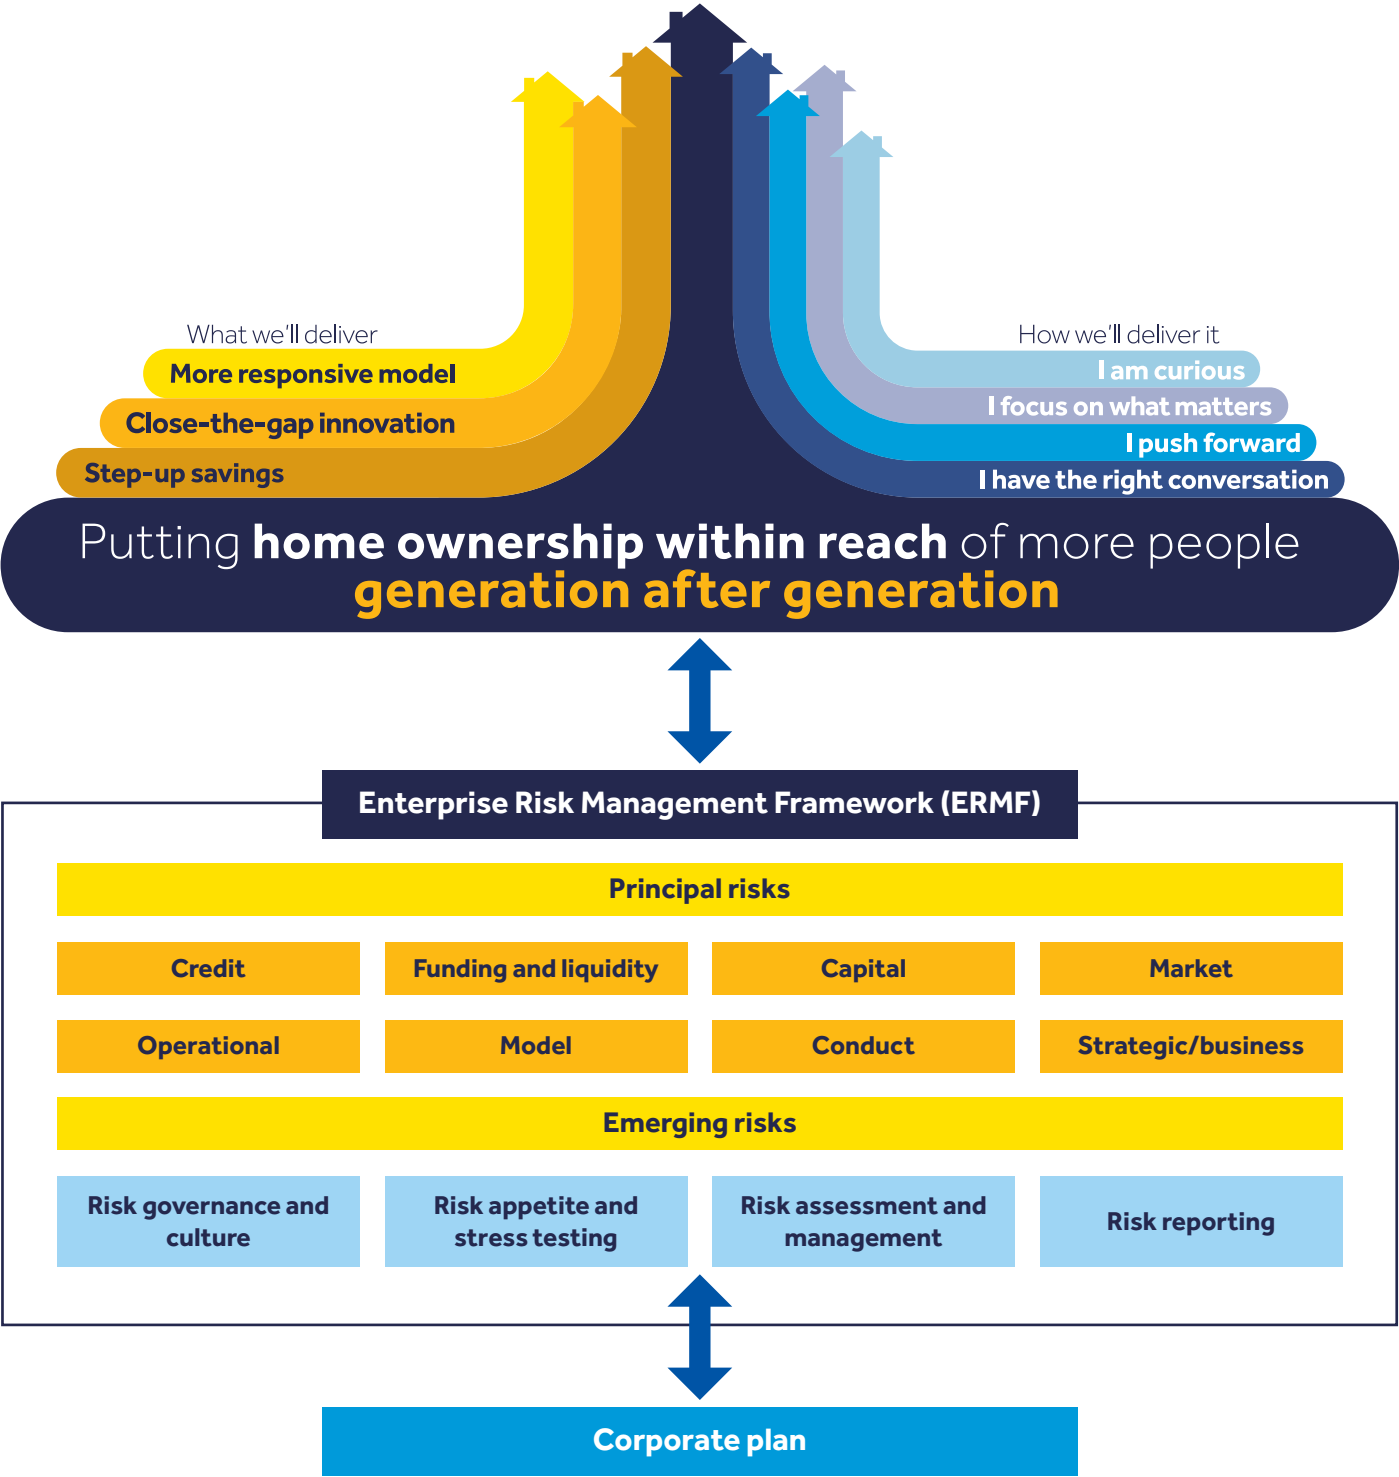 What we'll deliver
More responsive model
Close-the-gap innovation
Step-up savings
How we'll deliver it
I am curious
I focus on what matters
I push forward
I have the right conversation
Putting home ownership within reach of more people
generation after generation
Enterprise Risk Management Framework (ERMF)
Principal risks
Credit
Funding and liquidity
Capital
Market
Operational
Model
Conduct
Strategic/business
Emerging risks
Risk governance and
culture
Risk appetite and
stress testing
Risk assessment and
management
Risk reporting
Corporate plan